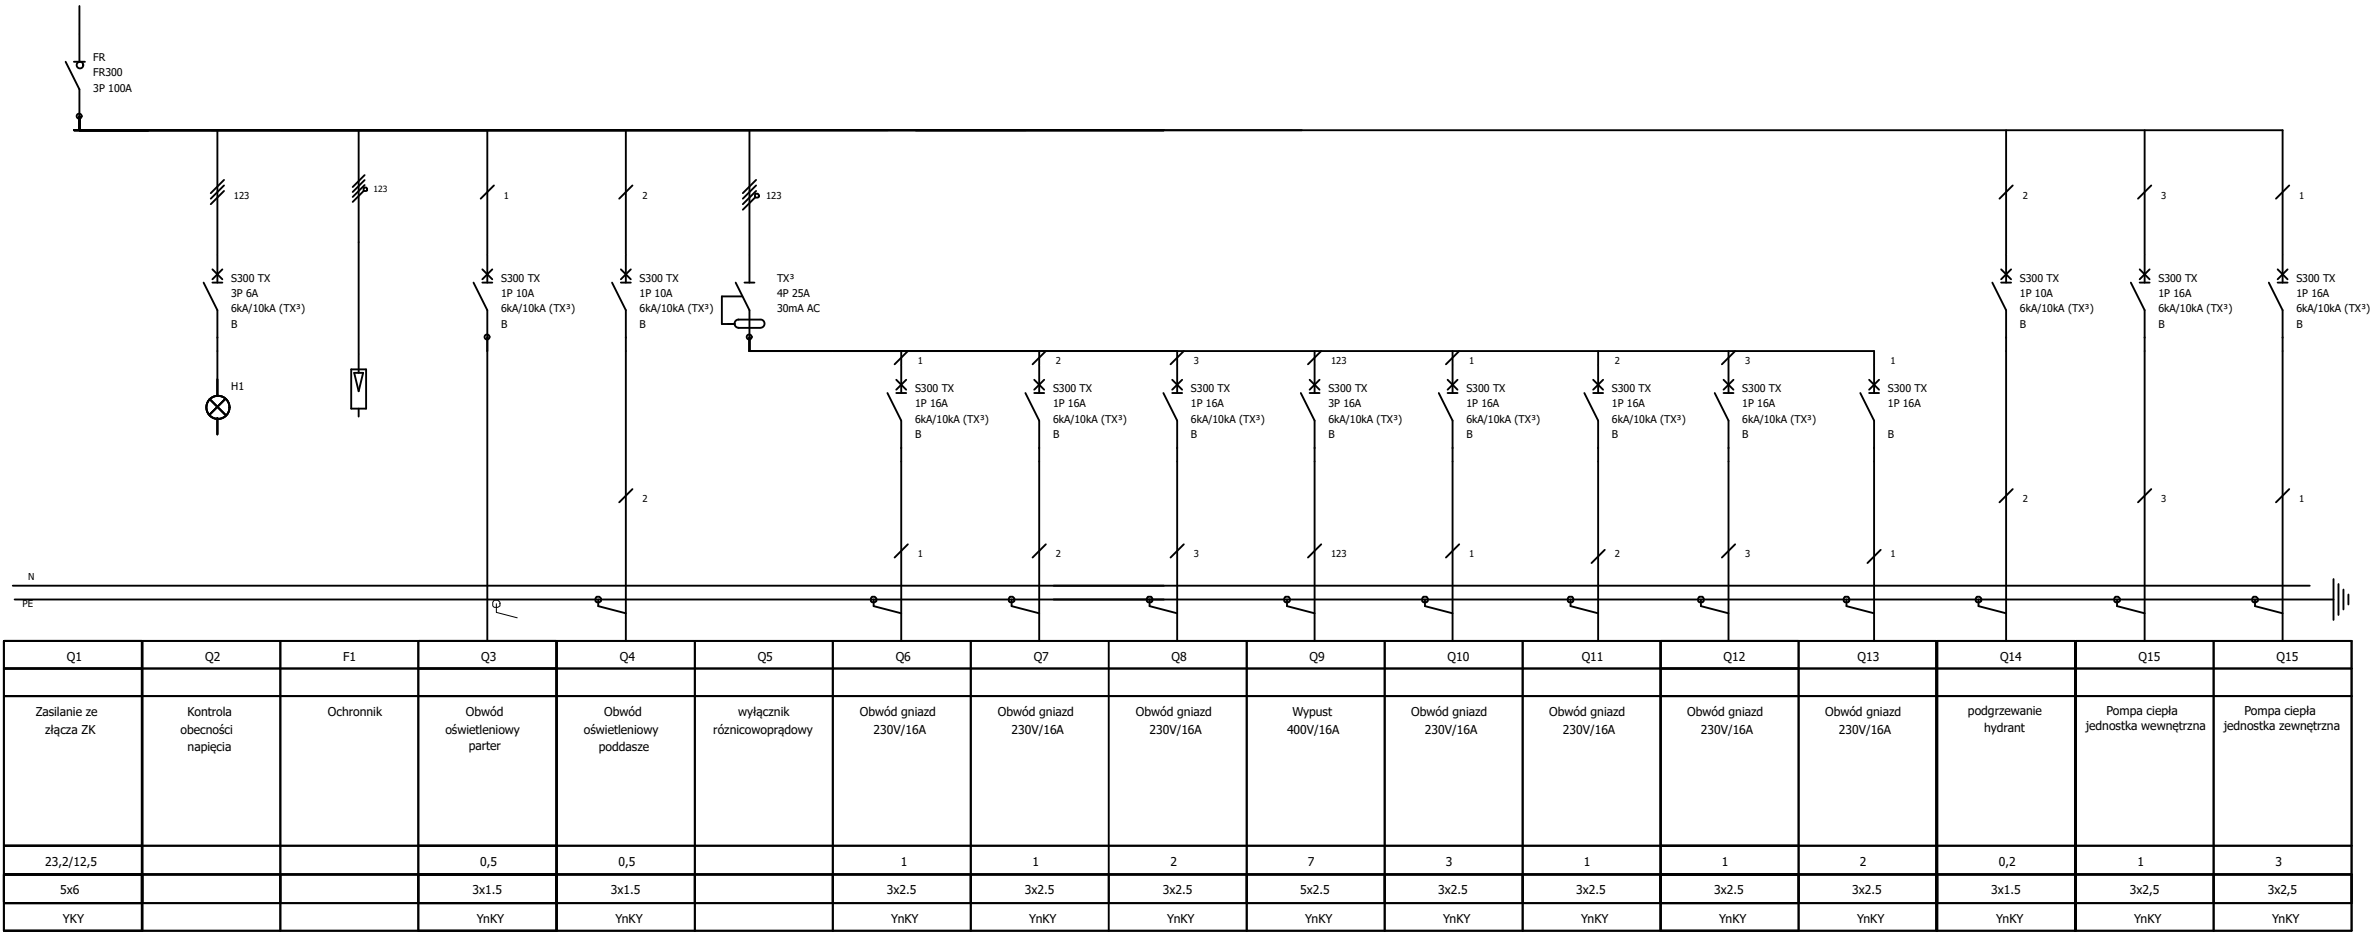 FR
FR300
3P 100A
123
123
1
2
123
2
3
1
S300 TX
3P 6A
6kA/10kA (TX³)
B
S300 TX
1P 10A
6kA/10kA (TX³)
B
S300 TX
1P 10A
6kA/10kA (TX³)
B
TX³
4P 25A
30mA AC
S300 TX
1P 10A
6kA/10kA (TX³)
B
S300 TX
1P 16A
6kA/10kA (TX³)
B
S300 TX
1P 16A
6kA/10kA (TX³)
B
H1
1
2
3
123
1
2
3
1
S300 TX
1P 16A
6kA/10kA (TX³)
B
S300 TX
1P 16A
6kA/10kA (TX³)
B
S300 TX
1P 16A
6kA/10kA (TX³)
B
S300 TX
3P 16A
6kA/10kA (TX³)
B
S300 TX
1P 16A
6kA/10kA (TX³)
B
S300 TX
1P 16A
6kA/10kA (TX³)
B
S300 TX
1P 16A
6kA/10kA (TX³)
B
S300 TX
1P 16A
B
2
2
3
1
1
2
3
123
1
2
3
1
N
PE
Q1 Q2 F1 Q3 Q4 Q5 Q6 Q7 Q8 Q9 Q10 Q11 Q12 Q13 Q14 Q15 Q15
Zasilanie ze
złącza ZK
Kontrola
obecności
napięcia
Ochronnik
Obwód
oświetleniowy
parter
Obwód
oświetleniowy
poddasze
wyłącznik
róznicowoprądowy
Obwód gniazd
230V/16A
Obwód gniazd
230V/16A
Obwód gniazd
230V/16A
Wypust
400V/16A
Obwód gniazd
230V/16A
Obwód gniazd
230V/16A
Obwód gniazd
230V/16A
Obwód gniazd
230V/16A
podgrzewanie
hydrant
Pompa ciepła
jednostka wewnętrzna
Pompa ciepła
jednostka zewnętrzna
23,2/12,5 0,5 0,5 1 1 2 7 3 1 1 2 0,2 1 3
5x6 3x1.5 3x1.5 3x2.5 3x2.5 3x2.5 5x2.5 3x2.5 3x2.5 3x2.5 3x2.5 3x1.5 3x2,5 3x2,5
YKY YnKY YnKY YnKY YnKY YnKY YnKY YnKY YnKY YnKY YnKY YnKY YnKY YnKY